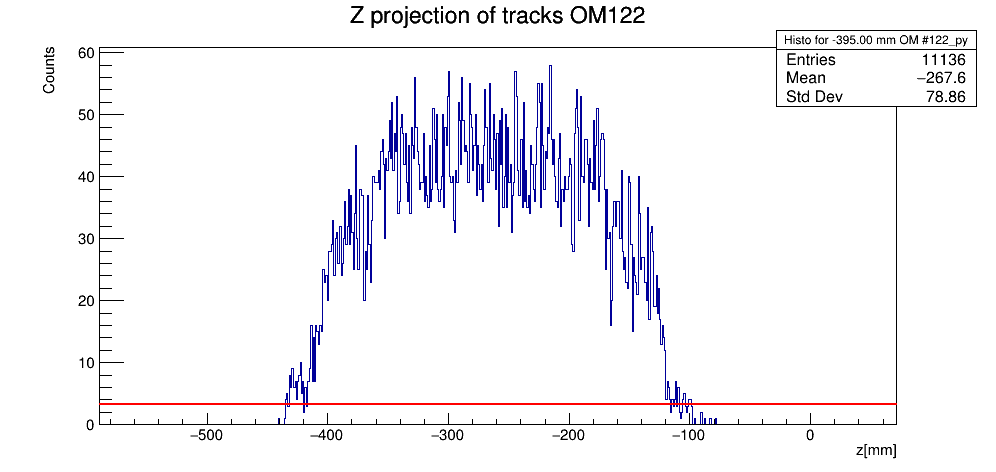 Z projection of tracks OM122
Histo for -395.00 mm OM #122_py
Entries 11136
Mean −267.6
Std Dev 78.86
Counts
60
50
40
30
20
10
0
−500 −400 −300 −200 −100 0
z[mm]